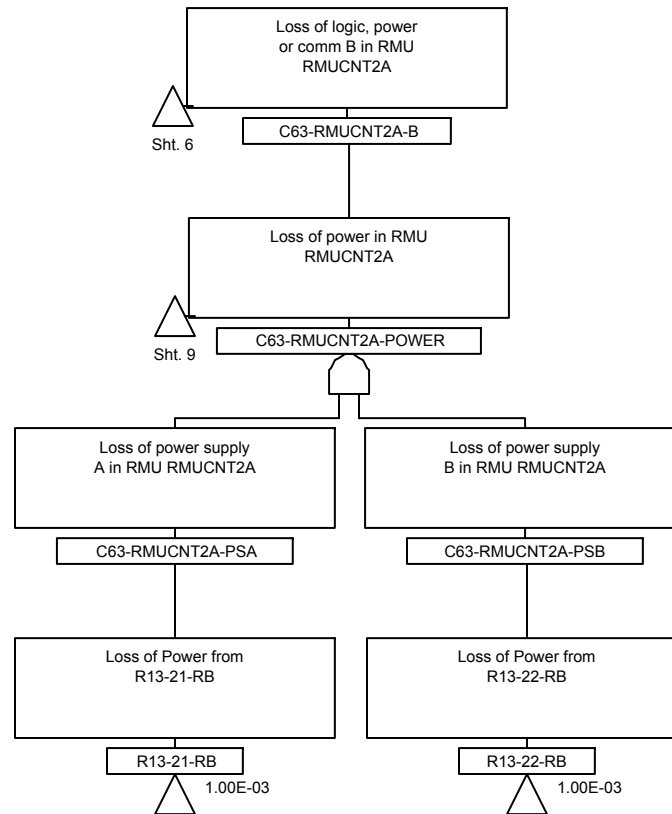 Loss of logic, power
or comm B in RMU
RMUCNT2A
Sht. 6
C63-RMUCNT2A-B
Loss of power in RMU
RMUCNT2A
Sht. 9
C63-RMUCNT2A-POWER
Loss of power supply
A in RMU RMUCNT2A
Loss of power supply
B in RMU RMUCNT2A
C63-RMUCNT2A-PSA
C63-RMUCNT2A-PSB
Loss of Power from
R13-21-RB
Loss of Power from
R13-22-RB
R13-21-RB
1.00E-03
R13-22-RB
1.00E-03